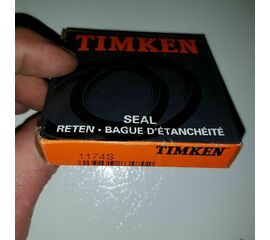 TIMKEN
SEAL
RETEN • BAGUE D'ÉTANCHÉITÉ
1174S
TIMKEN